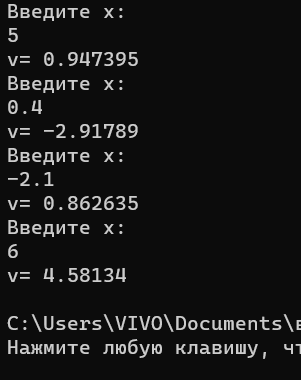 Введите x:
5
v= 0.947395
Введите x:
0.4
v= -2.91789
Введите x:
-2.1
v= 0.862635
Введите x:
6
v= 4.58134
C:\Users\VIVO\Documents\
Нажмите любую клавишу,